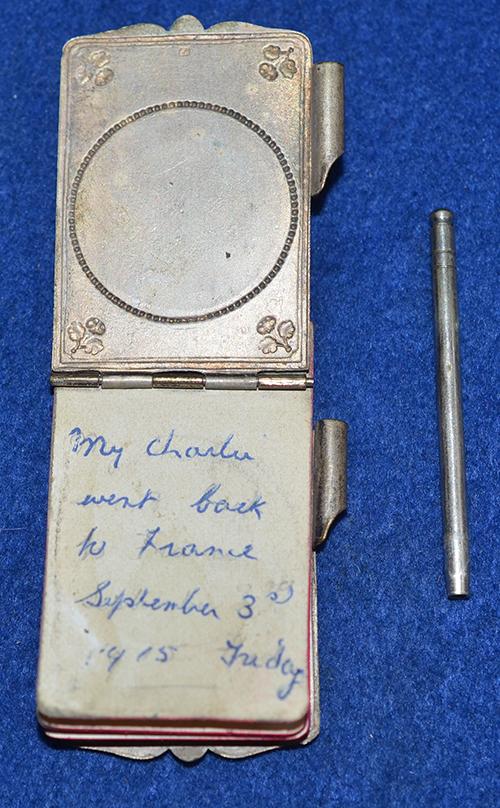 My Charlie
went back
to France
September 3rd
1915 Friday